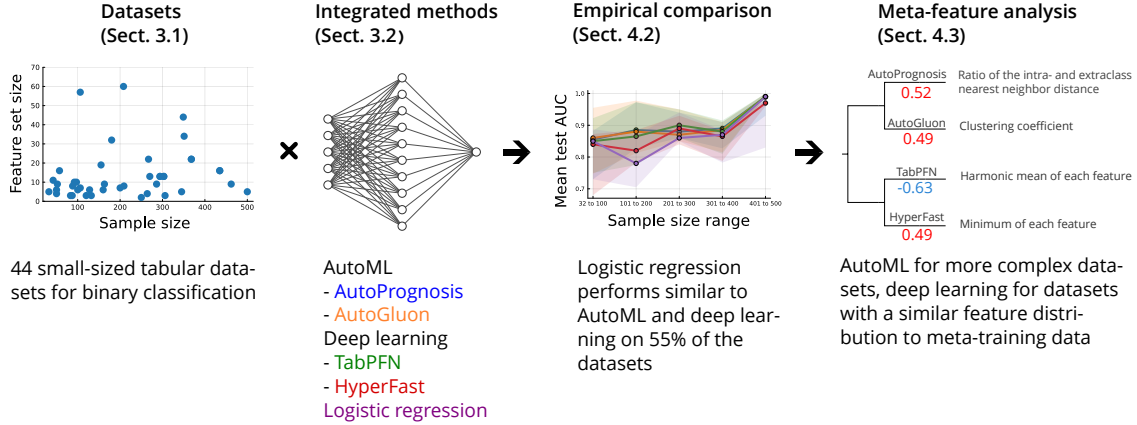 Datasets
(Sect. 3.1)
Integrated methods
(Sect. 3.2)
Empirical comparison
(Sect. 4.2)
Meta-feature analysis
(Sect. 4.3)
Feature set size
70
60
50
40
30
20
10
0
100
200
300
400
500
Sample size
Mean test AUC
1.0
0.9
0.8
0.7
32 to 100
101 to 200
201 to 300
301 to 400
401 to 500
Sample size range
AutoPrognosis
0.52
Ratio of the intra- and extraclass
nearest neighbor distance
AutoGluon
0.49
Clustering coefficient
TabPFN
-0.63
Harmonic mean of each feature
HyperFast
0.49
Minimum of each feature
44 small-sized tabular data-
sets for binary classification
AutoML
- AutoPrognosis
- AutoGluon
Deep learning
- TabPFN
- HyperFast
Logistic regression
Logistic regression
performs similar to
AutoML and deep lear-
ning on 55% of the
datasets
AutoML for more complex data-
sets, deep learning for datasets
with a similar feature distri-
bution to meta-training data